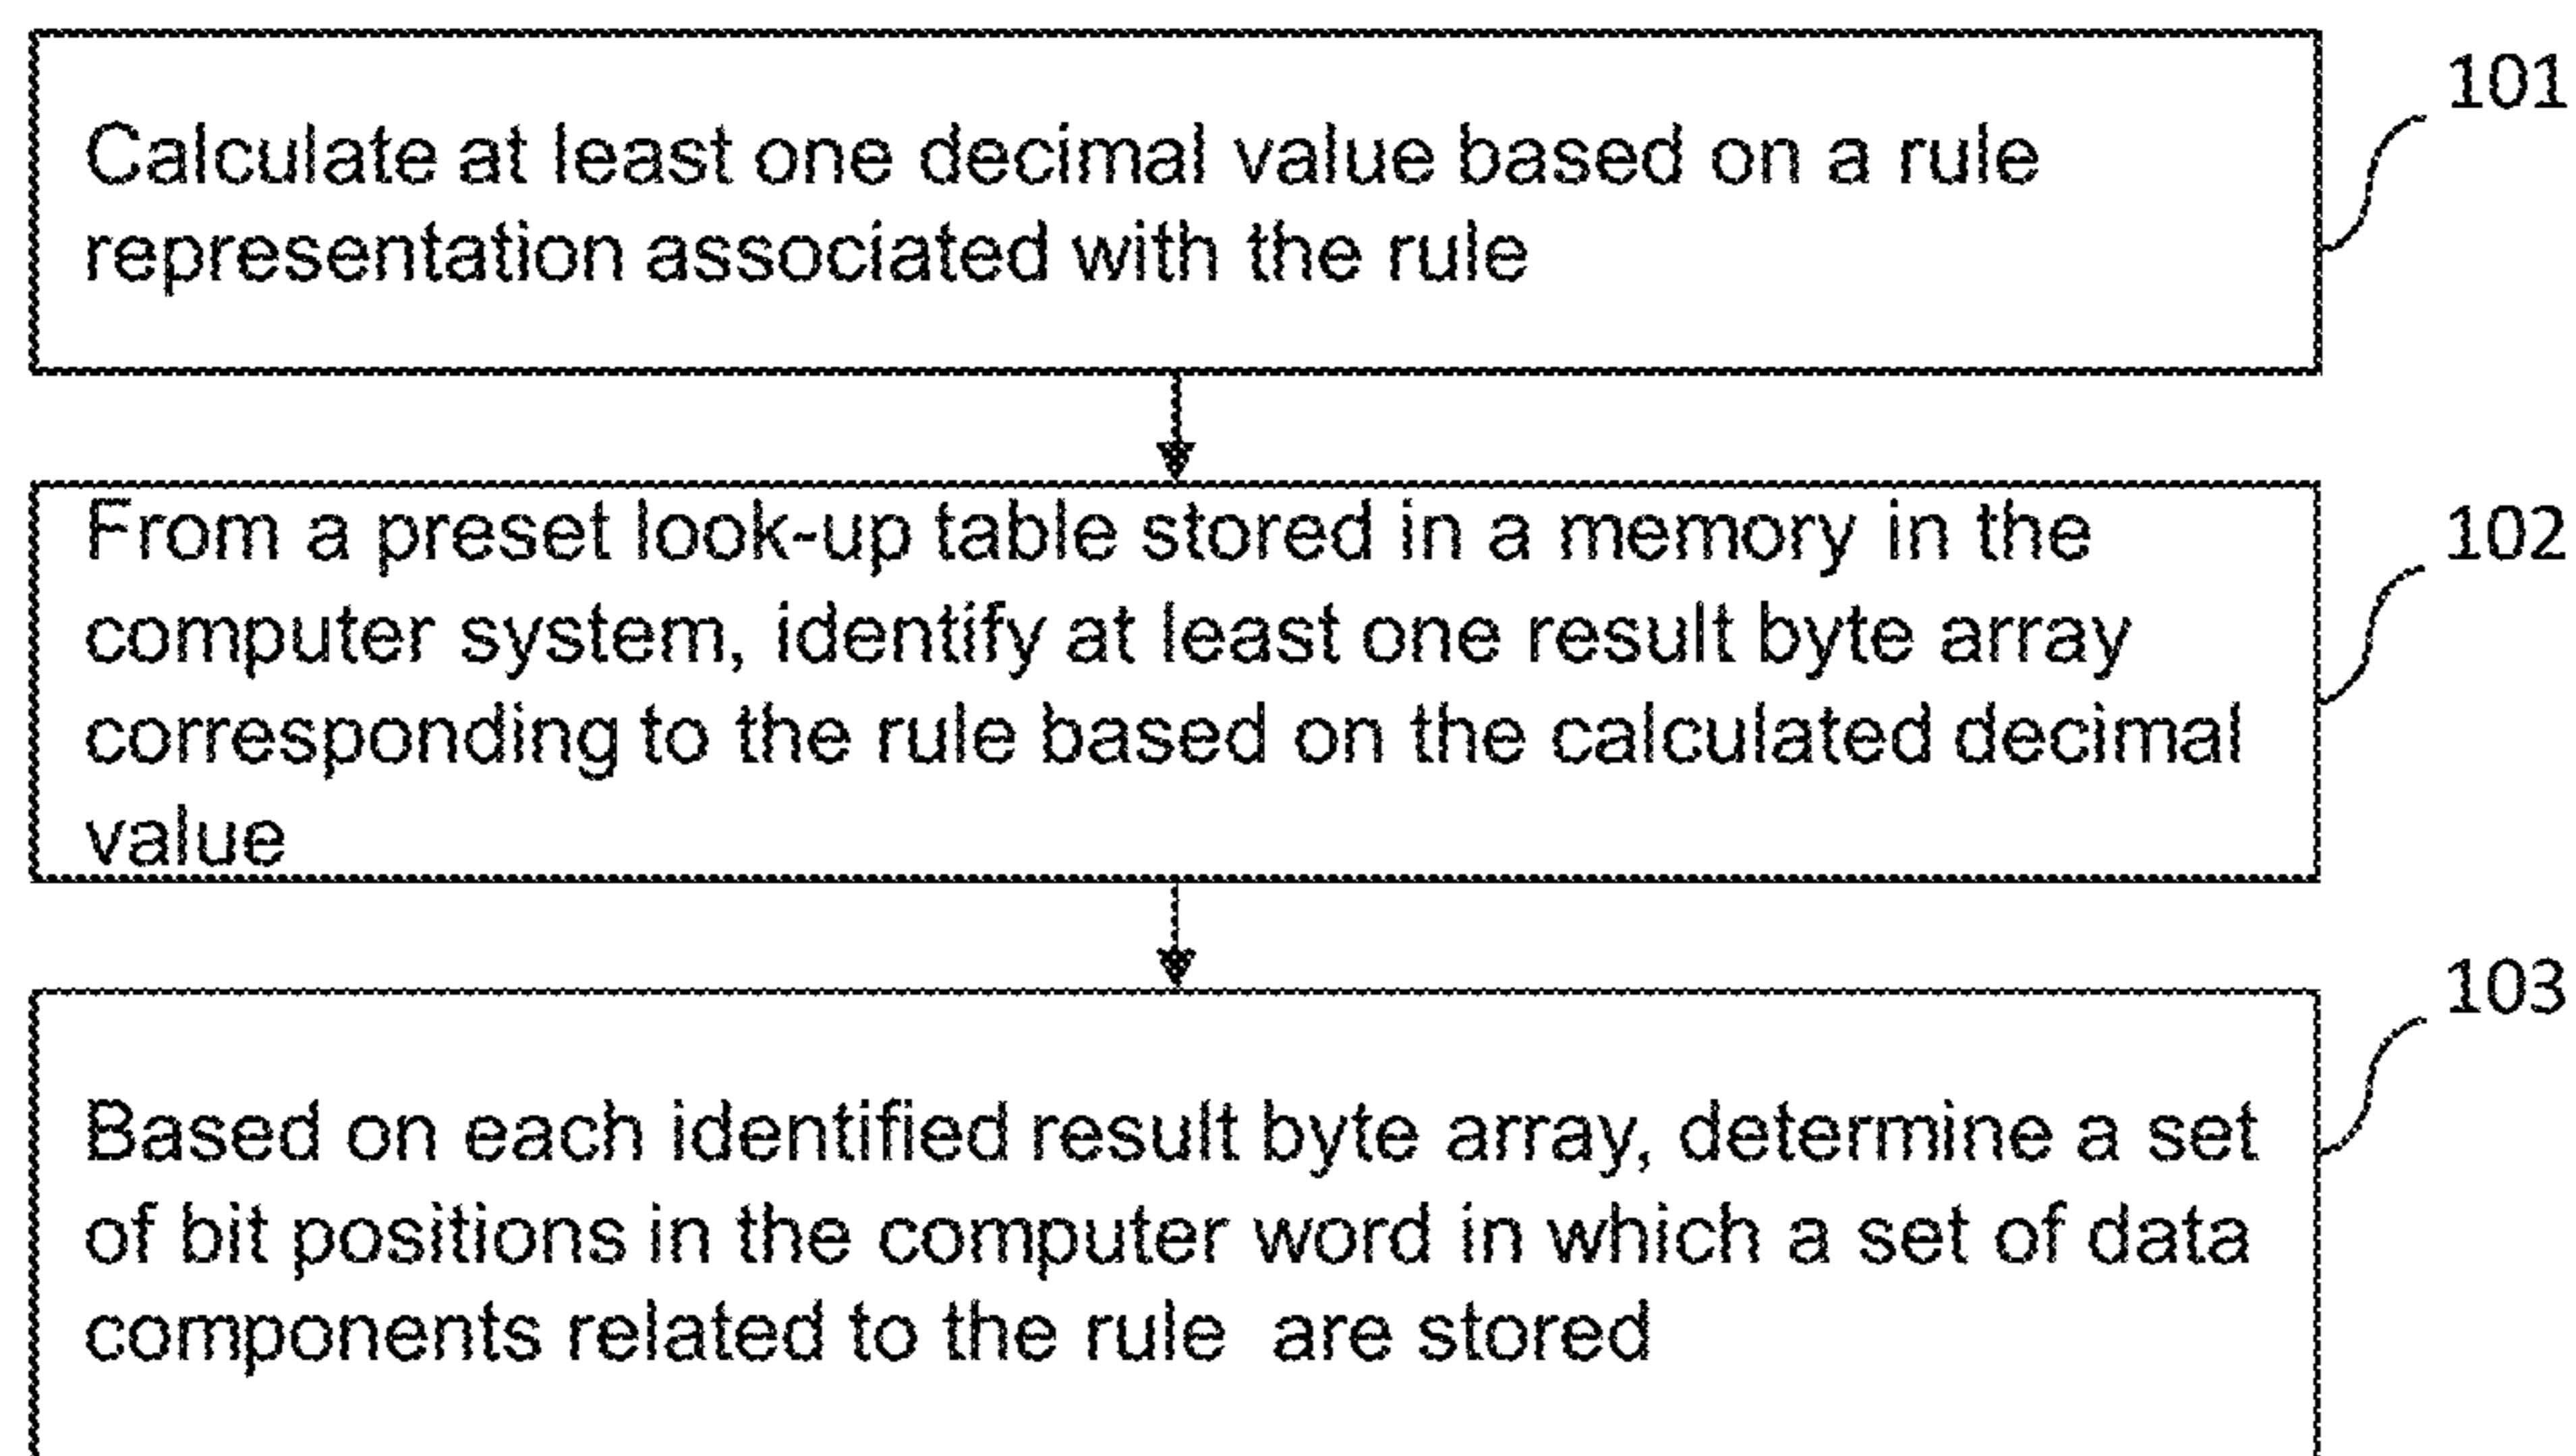 101
Calculate at least one decimal value based on a rule
representation associated with the rule
102
From a preset look-up table stored in a memory in the
computer system, identify at least one result byte array
corresponding to the rule based on the calculated decimal
value
103
Based on each identified result byte array, determine a set
of bit positions in the computer word in which a set of data
components related to the rule are stored